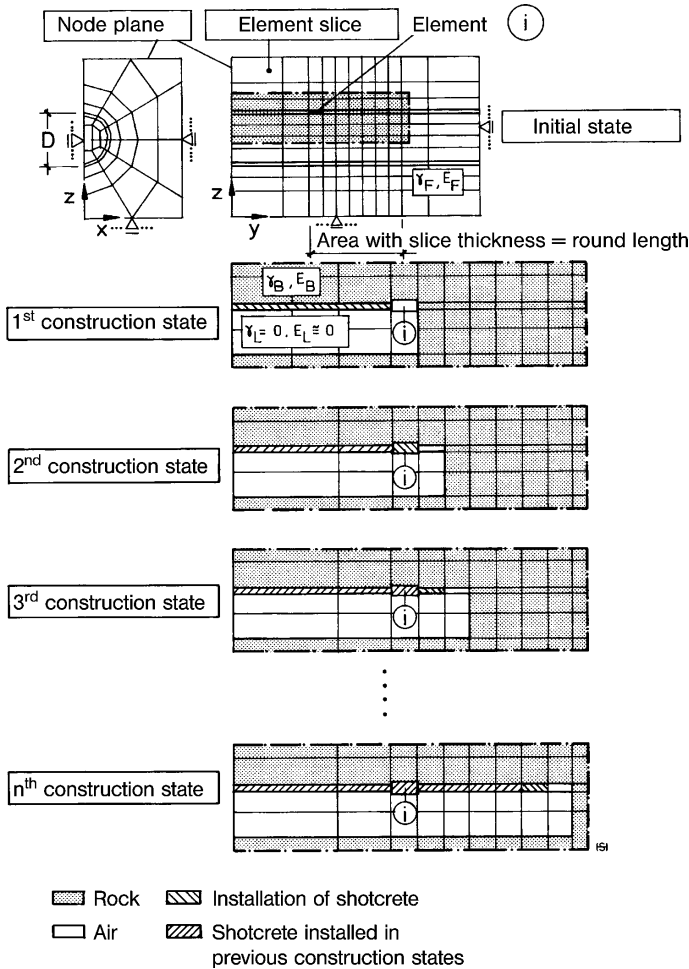 Node plane
Element slice
Element i
D
z
x
z
y
γF, EF
Initial state
Area with slice thickness = round length
1st construction state
γB, EB
γL = 0, EL ≅ 0
i
2nd construction state
i
3rd construction state
i
nth construction state
i
Rock
Installation of shotcrete
Air
Shotcrete installed in
previous construction states